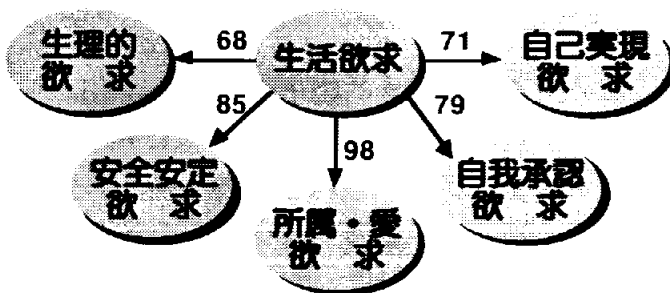 生理的
欲 求
68
生活欲求
71
自己実現
欲 求
85
79
安全安定
欲 求
98
自我承認
欲 求
所属・愛
欲 求